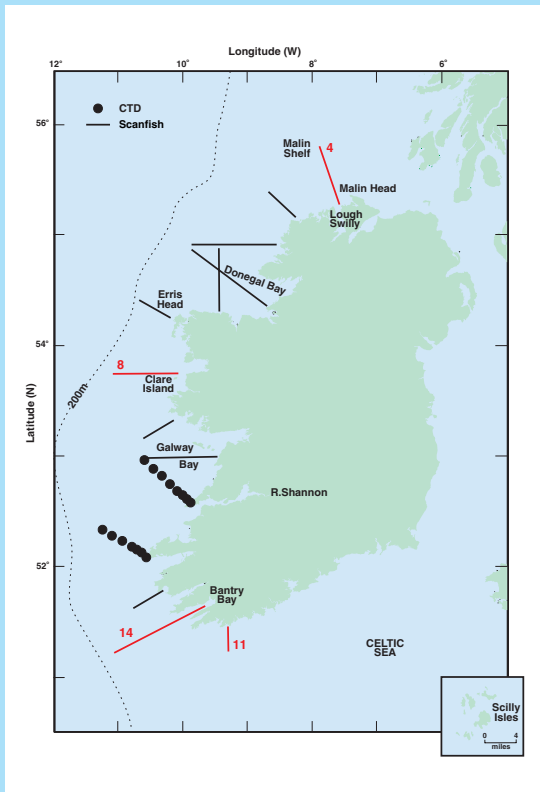 Longitude (W)
12° 10° 8° 6°
CTD
Scanfish
56°
Malin
Shelf
4
Malin Head
Lough
Swilly
Donegal Bay
Erris
Head
54°
8
Clare
Island
200m
Latitude (N)
Galway
Bay
R.Shannon
52°
Bantry
Bay
14
11
CELTIC
SEA
Scilly
Isles
0 4
miles